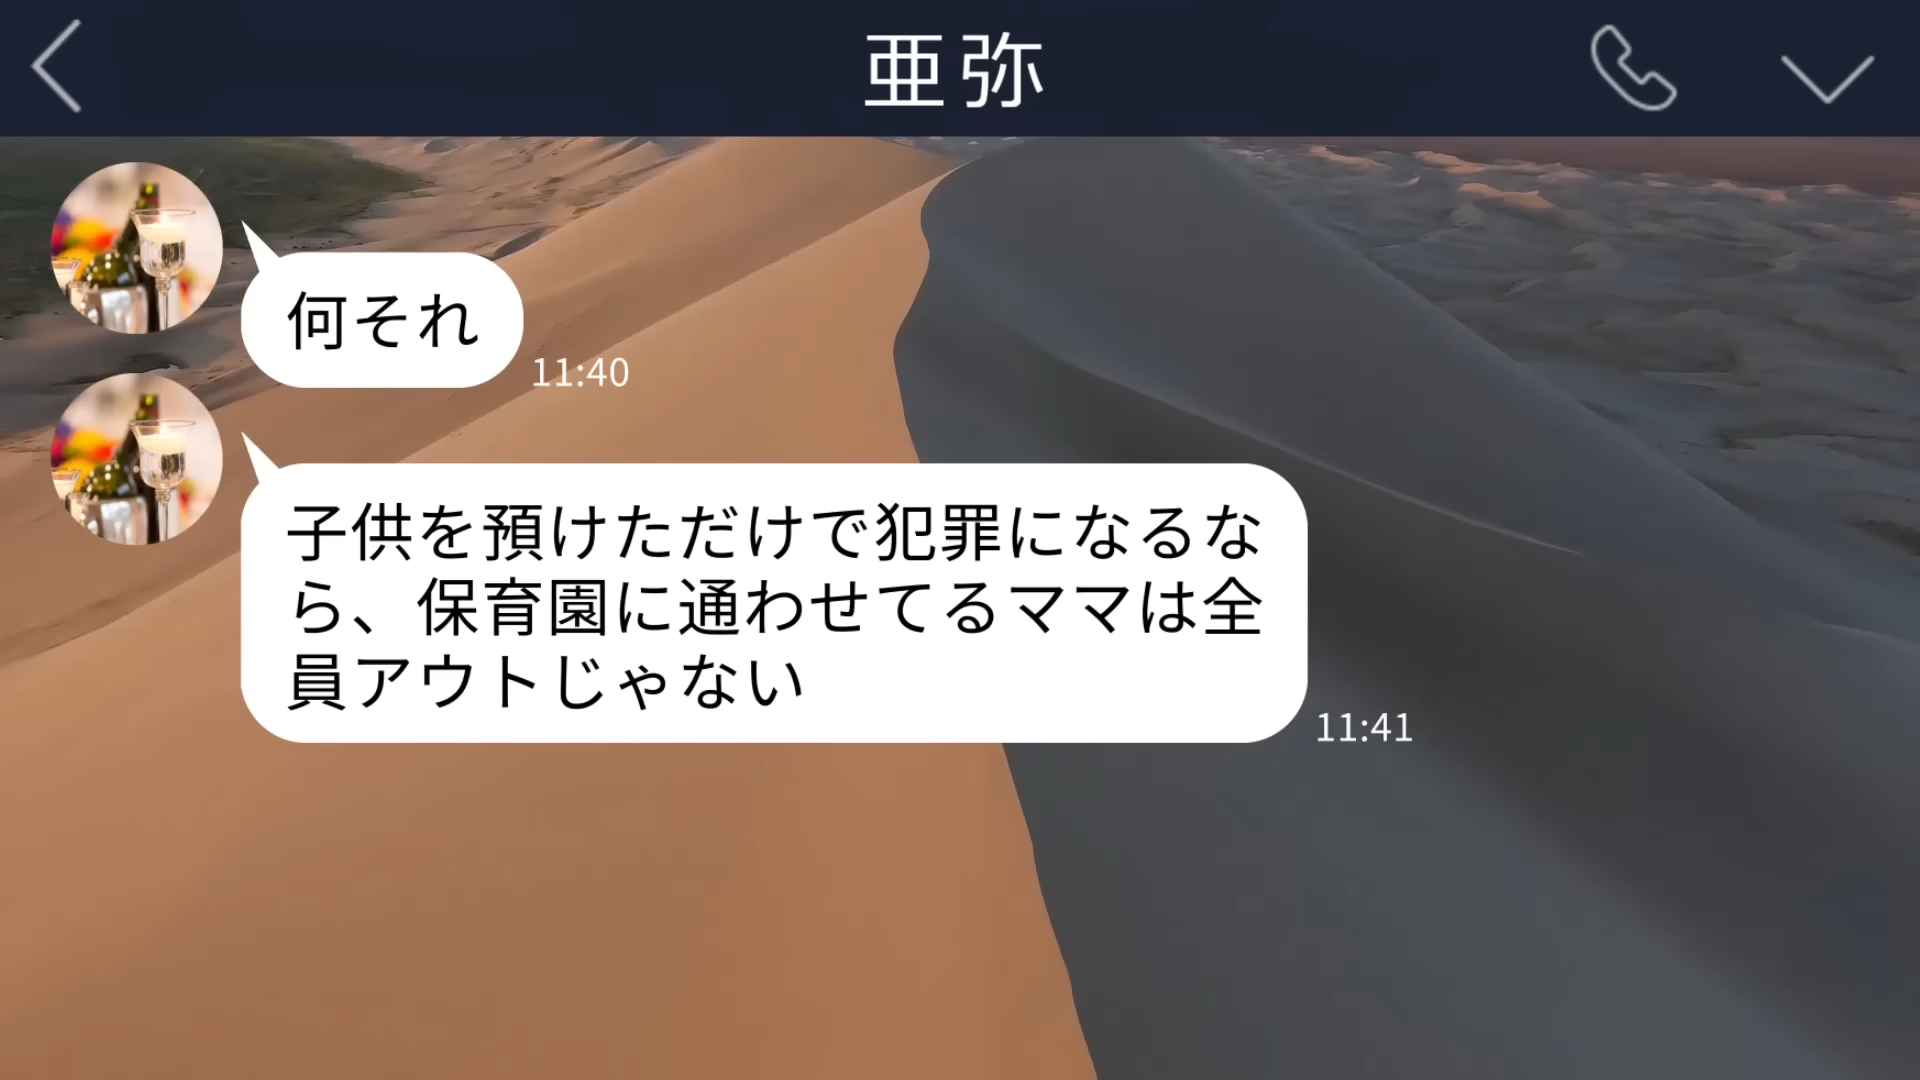 亜弥
何それ
11:40
子供を預けただけで犯罪になるな
ら、保育園に通わせてるママは全
員アウトじゃない
11:41